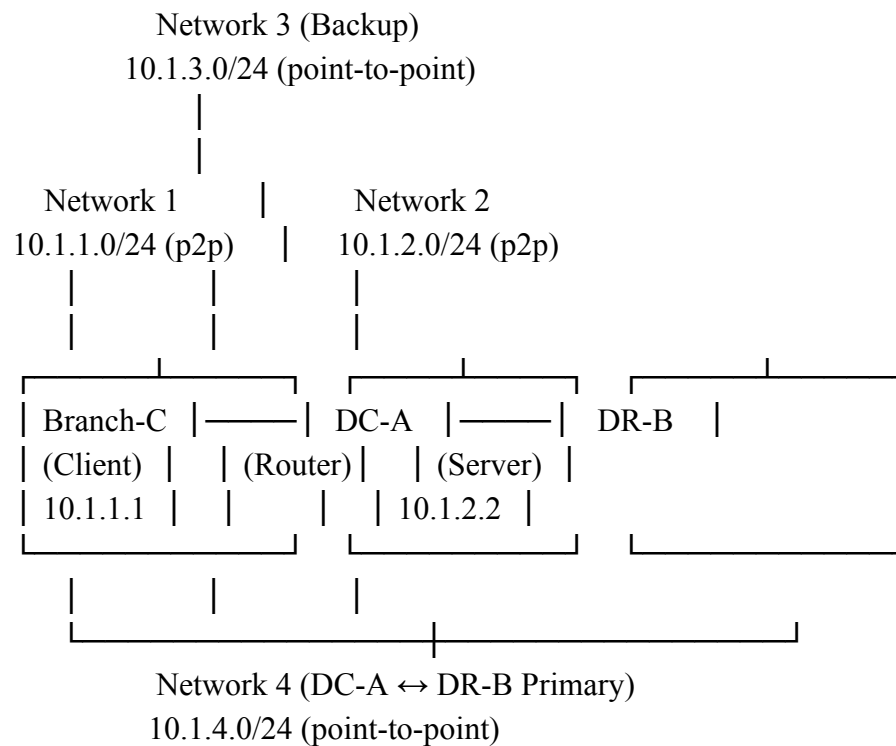 Network 3 (Backup)
10.1.3.0/24 (point-to-point)
Network 1 Network 2
10.1.1.0/24 (p2p) 10.1.2.0/24 (p2p)
Branch-C DC-A DR-B
(Client) (Router) (Server)
10.1.1.1 10.1.2.2
Network 4 (DC-A ↔ DR-B Primary)
10.1.4.0/24 (point-to-point)